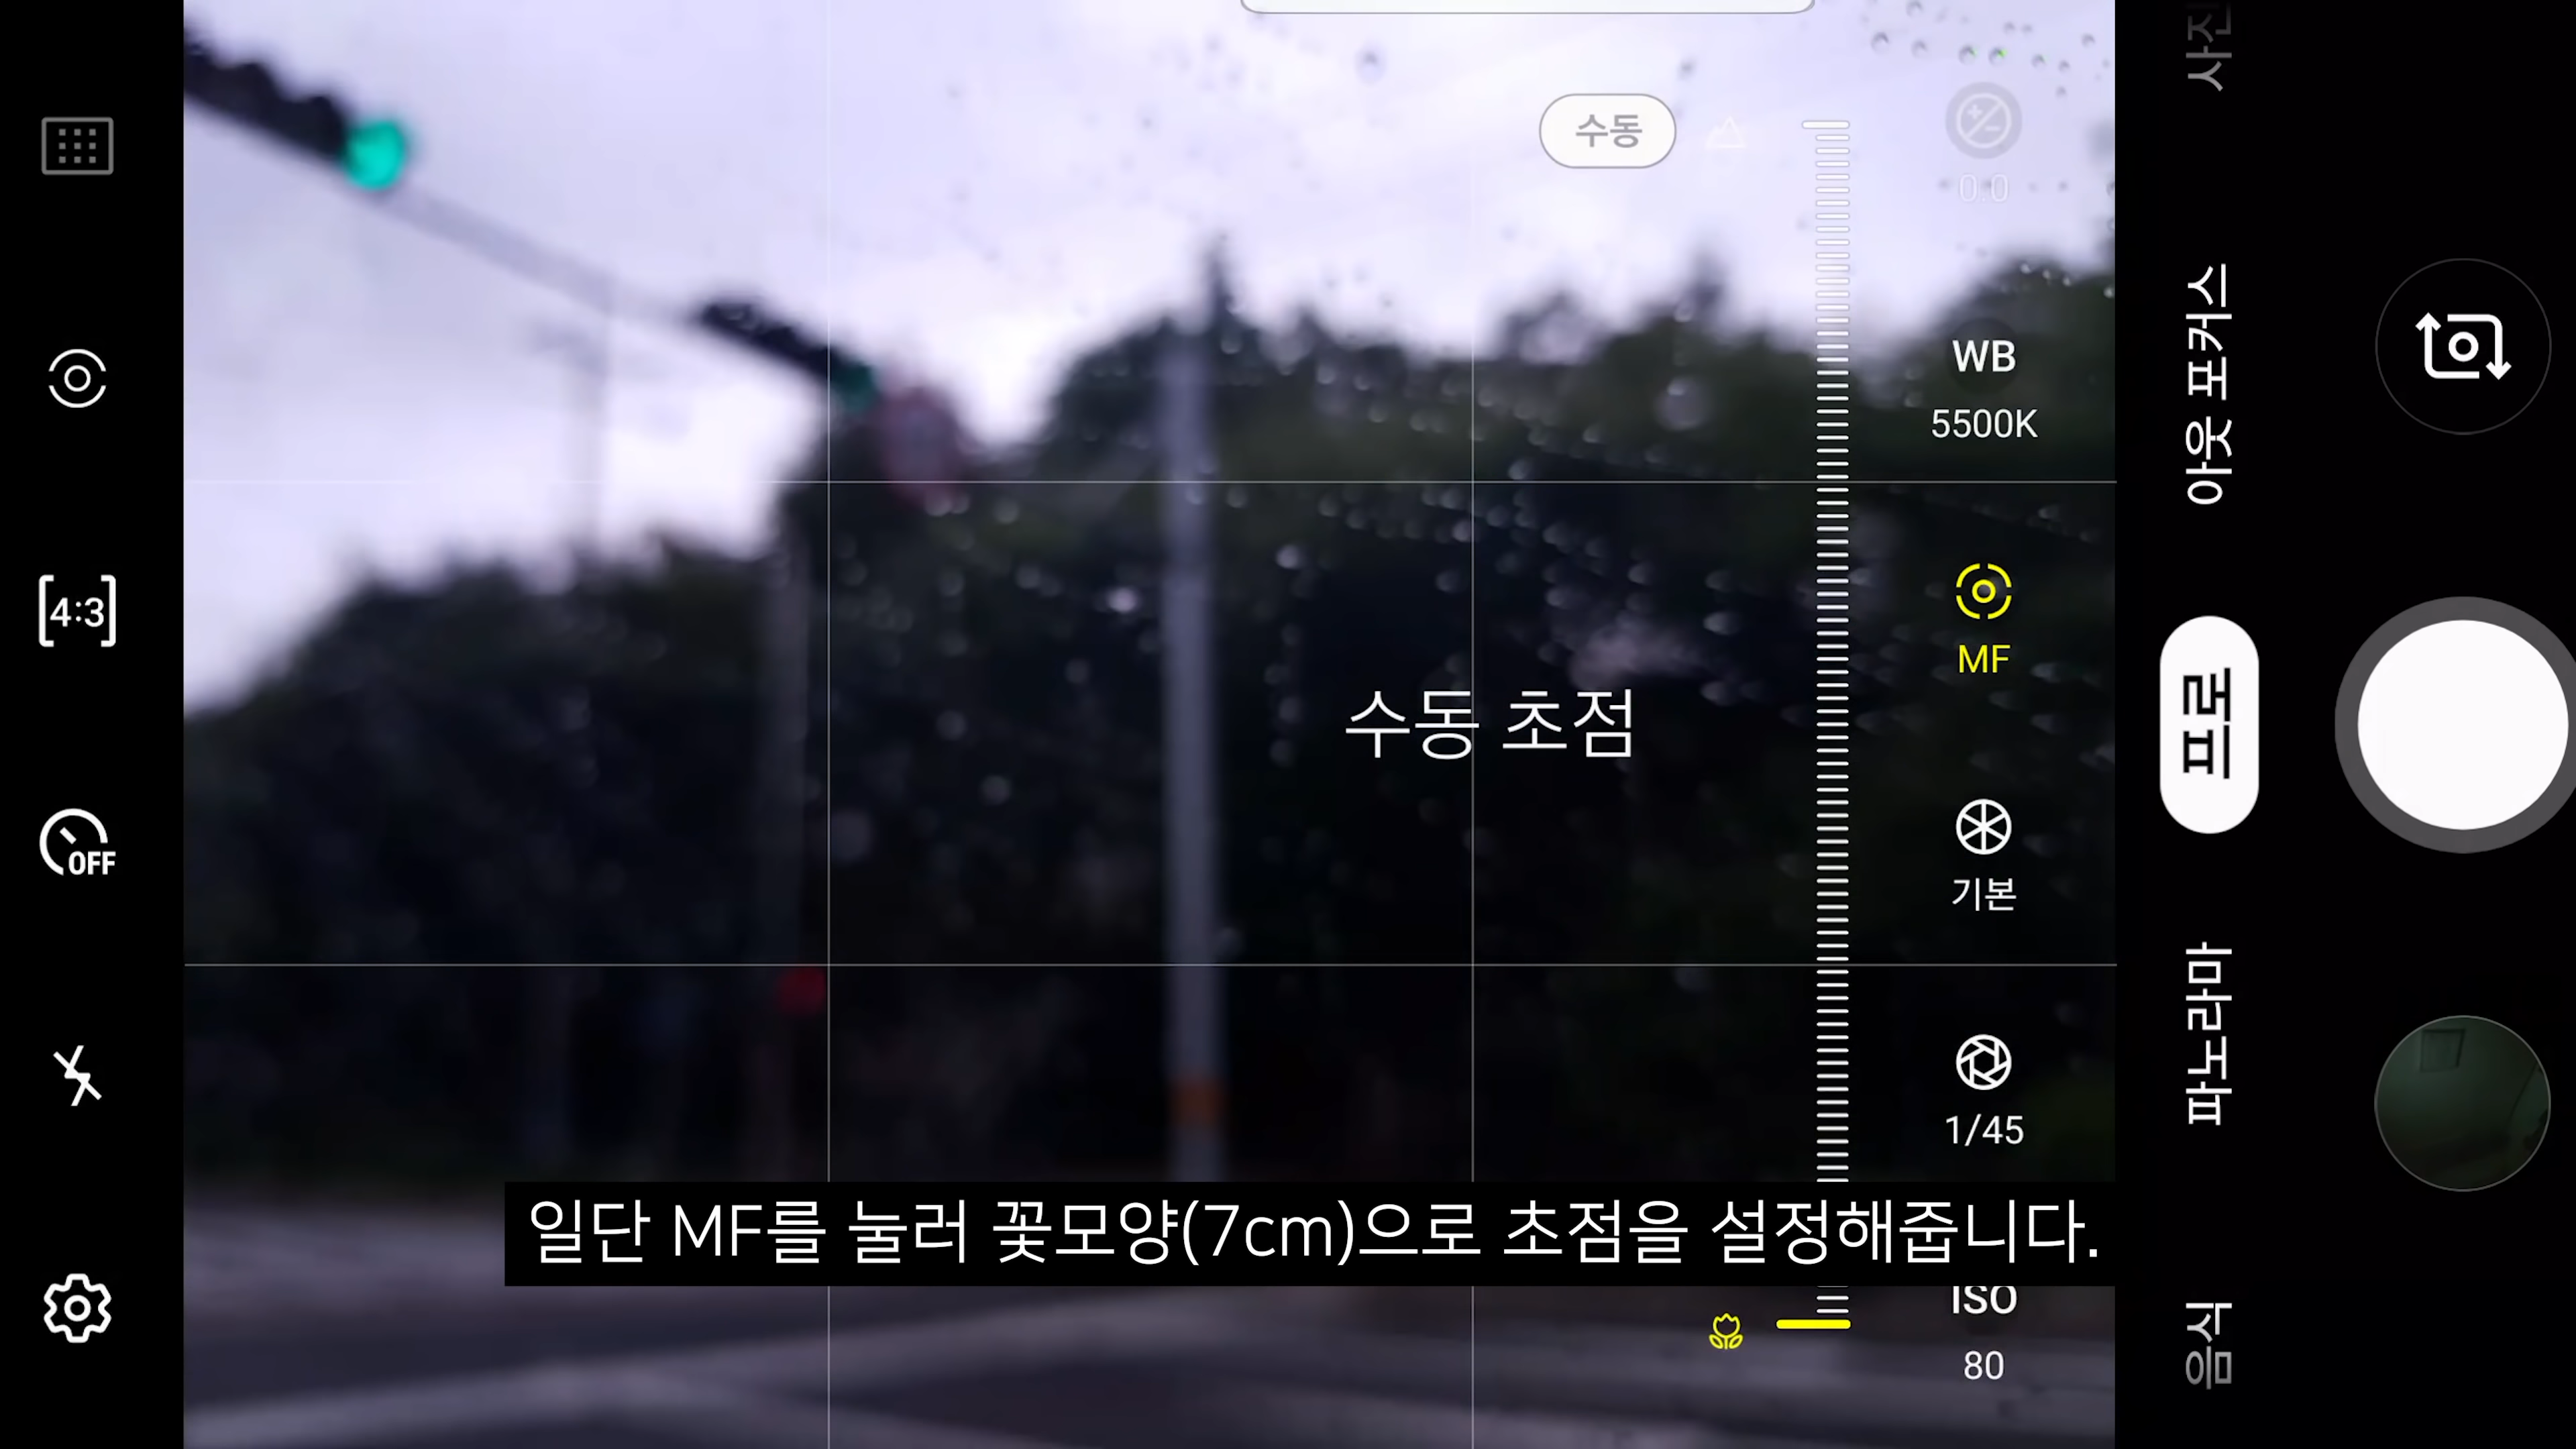 사진
수동
0.0
WB
5500K
아웃 포커스
4:3
MF
수동 초점
프로
OFF
기본
파노라마
1/45
일단 MF를 눌러 꽃모양(7cm)으로 초점을 설정해줍니다.
ISO
80
음식